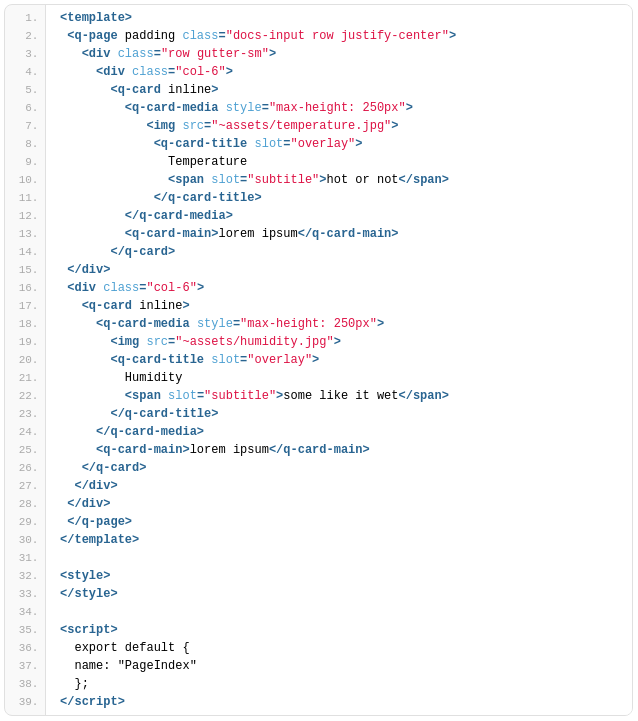 1. <template>
2.  <q-page padding class="docs-input row justify-center">
3.    <div class="row gutter-sm">
4.      <div class="col-6">
5.        <q-card inline>
6.          <q-card-media style="max-height: 250px">
7.             <img src="~assets/temperature.jpg">
8.              <q-card-title slot="overlay">
9.                Temperature
10.                <span slot="subtitle">hot or not</span>
11.              </q-card-title>
12.          </q-card-media>
13.          <q-card-main>lorem ipsum</q-card-main>
14.        </q-card>
15.  </div>
16.  <div class="col-6">
17.    <q-card inline>
18.      <q-card-media style="max-height: 250px">
19.        <img src="~assets/humidity.jpg">
20.        <q-card-title slot="overlay">
21.          Humidity
22.          <span slot="subtitle">some like it wet</span>
23.        </q-card-title>
24.      </q-card-media>
25.      <q-card-main>lorem ipsum</q-card-main>
26.    </q-card>
27.   </div>
28.  </div>
29.  </q-page>
30. </template>
31.
32. <style>
33. </style>
34.
35. <script>
36.   export default {
37.   name: "PageIndex"
38.   };
39. </script>